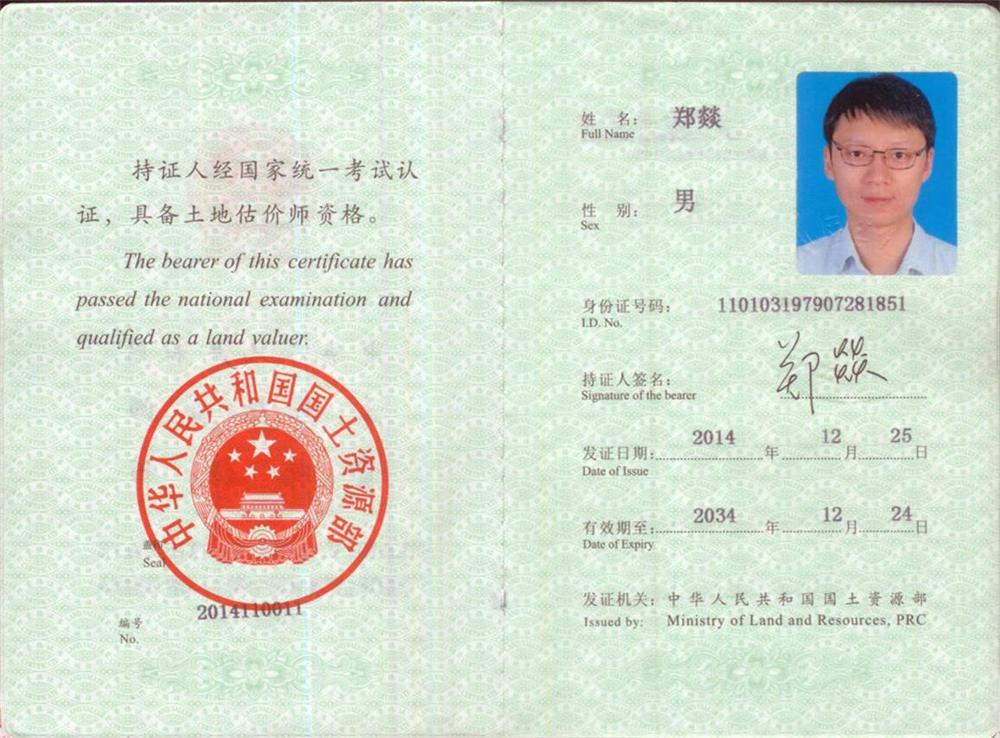 持证人经国家统一考试认
证，具备土地估价师资格。
The bearer of this certificate has
passed the national examination and
qualified as a land valuer.
中华人民共和国国土资源部
盖印
Seal
编号 2014110011
No.
姓 名： 郑燚
Full Name
性 别： 男
Sex
身份证号码： 110103197907281851
I.D. No.
持证人签名： 郑燚
Signature of the bearer
发证日期： 2014 年 12 月 25 日
Date of Issue
有效期至： 2034 年 12 月 24 日
Date of Expiry
发证机关： 中华人民共和国国土资源部
Issued by: Ministry of Land and Resources, PRC